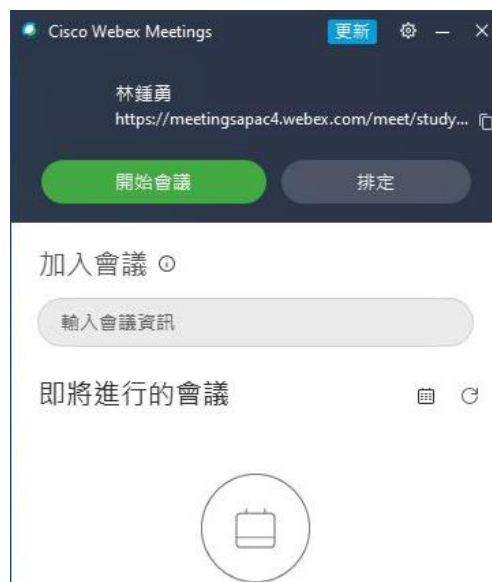 Cisco Webex Meetings 更新
林鍾勇
https://meetingsapac4.webex.com/meet/study...
開始會議 排定
加入會議
輸入會議資訊
即將進行的會議